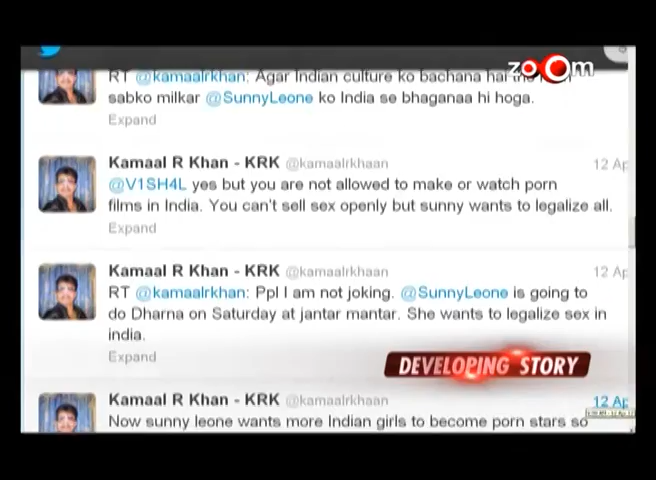 zoom
RT @kamaalrkhan: Agar Indian culture ko bachana hai
sabko milkar @SunnyLeone ko India se bhaganaa hi hoga.
Expand
Kamaal R Khan - KRK @kamaalrkhaan 12 Ap
@V1SH4L yes but you are not allowed to make or watch porn
films in India. You can't sell sex openly but sunny wants to legalize all.
Expand
Kamaal R Khan - KRK @kamaalrkhaan 12 Ap
RT @kamaalrkhan: Ppl I am not joking. @SunnyLeone is going to
do Dharna on Saturday at jantar mantar. She wants to legalize sex in
india.
Expand
DEVELOPING STORY
Kamaal R Khan - KRK @kamaalrkhaan 12 Ap
Now sunny leone wants more Indian girls to become porn stars so